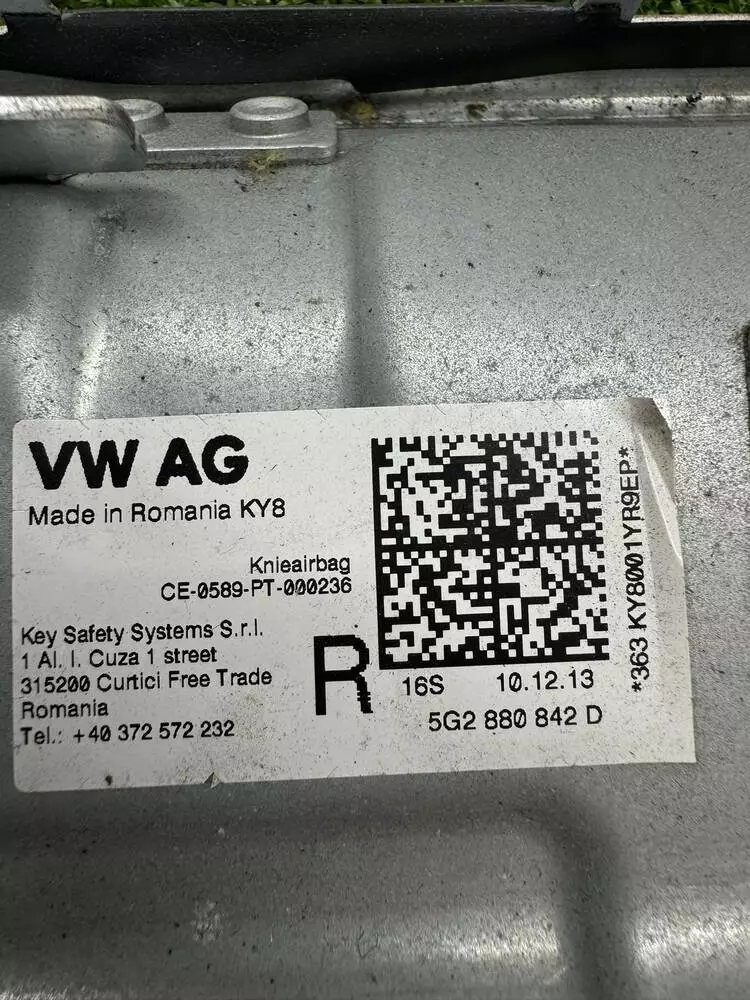 VW AG
Made in Romania KY8
Knieairbag
CE-0589-PT-000236
Key Safety Systems S.r.l.
1 Al. I. Cuza 1 street
315200 Curtici Free Trade
Romania
Tel.: +40 372 572 232
R
16S 10.12.13
5G2 880 842 D
*363 KY8001YR9EP*